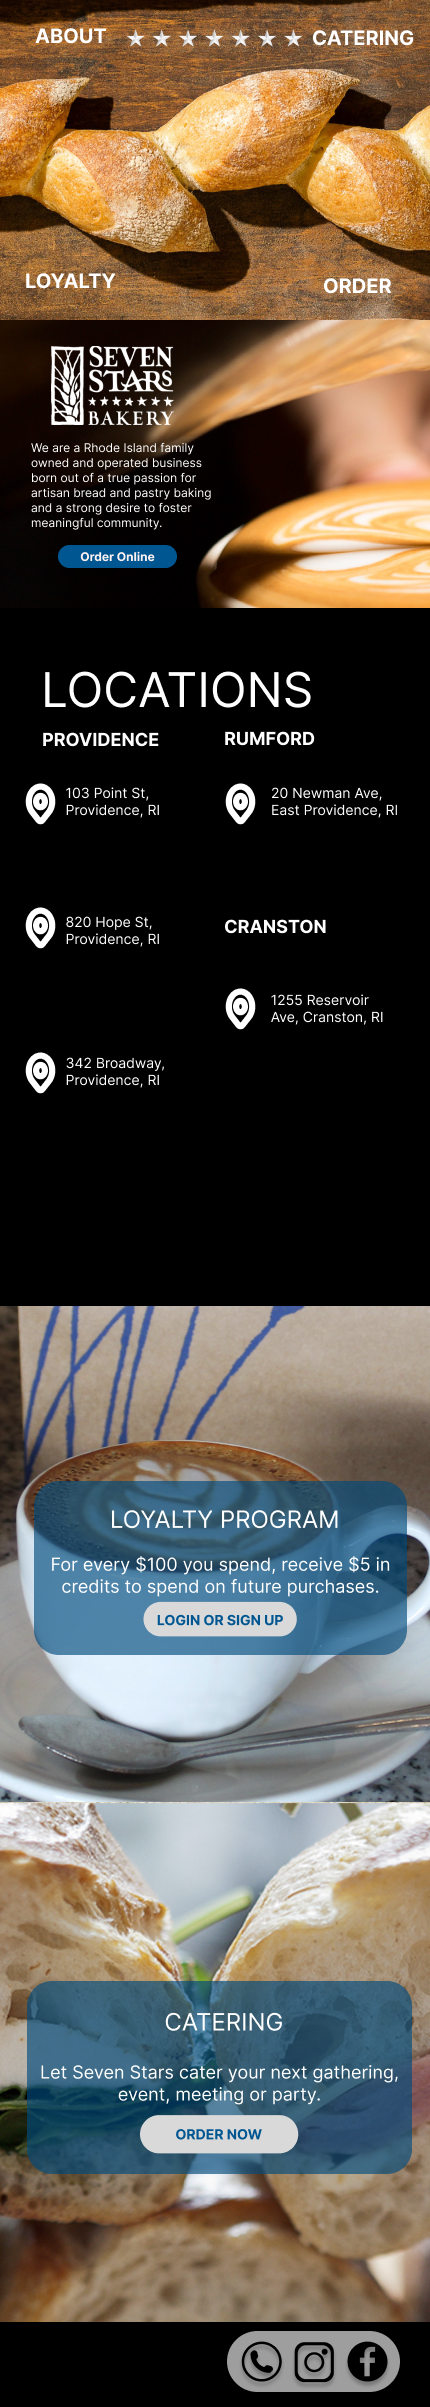 ABOUT
CATERING
LOYALTY
ORDER
SEVEN
STARS
BAKERY
We are a Rhode Island family
owned and operated business
born out of a true passion for
artisan bread and pastry baking
and a strong desire to foster
meaningful community.
Order Online
LOCATIONS
PROVIDENCE
103 Point St,
Providence, RI
820 Hope St,
Providence, RI
342 Broadway,
Providence, RI
RUMFORD
20 Newman Ave,
East Providence, RI
CRANSTON
1255 Reservoir
Ave, Cranston, RI
LOYALTY PROGRAM
For every $100 you spend, receive $5 in
credits to spend on future purchases.
LOGIN OR SIGN UP
CATERING
Let Seven Stars cater your next gathering,
event, meeting or party.
ORDER NOW